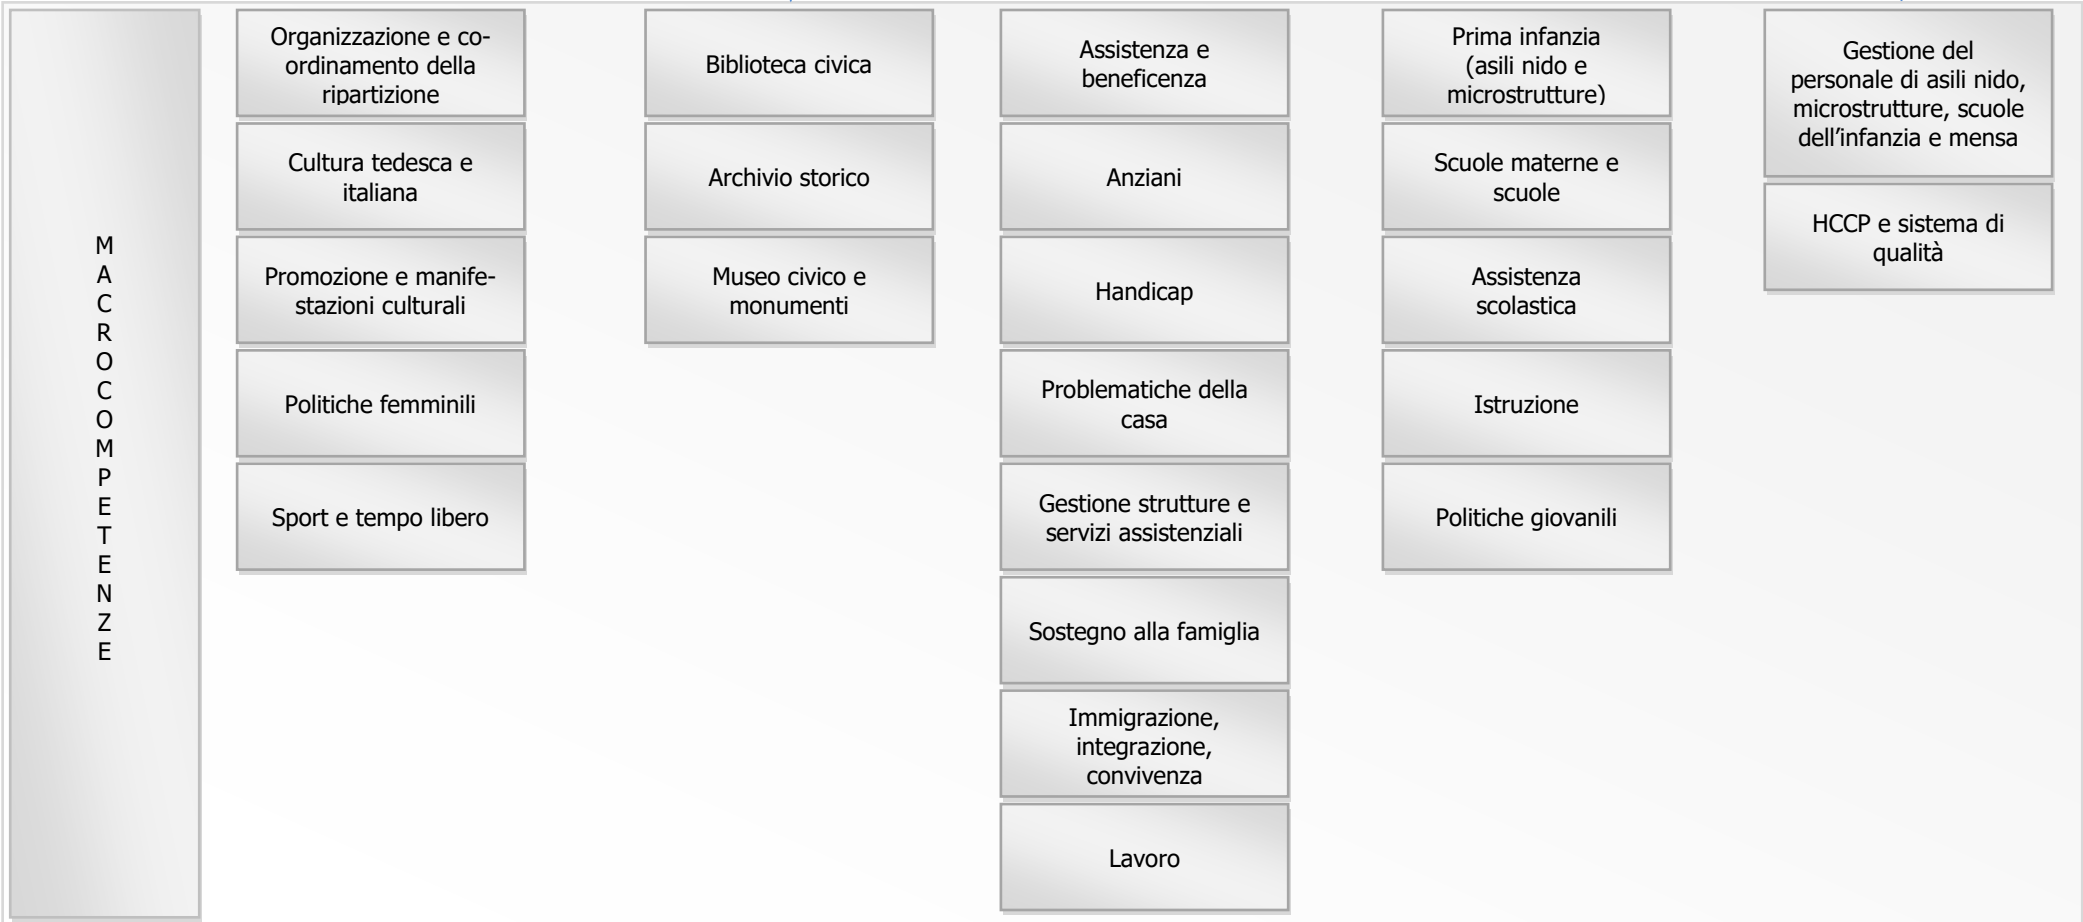 M
A
C
R
O
C
O
M
P
E
T
E
N
Z
E
Organizzazione e co-
ordinamento della
ripartizione
Cultura tedesca e
italiana
Promozione e manife-
stazioni culturali
Politiche femminili
Sport e tempo libero
Biblioteca civica
Archivio storico
Museo civico e
monumenti
Assistenza e
beneficenza
Anziani
Handicap
Problematiche della
casa
Gestione strutture e
servizi assistenziali
Sostegno alla famiglia
Immigrazione,
integrazione,
convivenza
Lavoro
Prima infanzia
(asili nido e
microstrutture)
Scuole materne e
scuole
Assistenza
scolastica
Istruzione
Politiche giovanili
Gestione del
personale di asili nido,
microstrutture, scuole
dell’infanzia e mensa
HCCP e sistema di
qualità